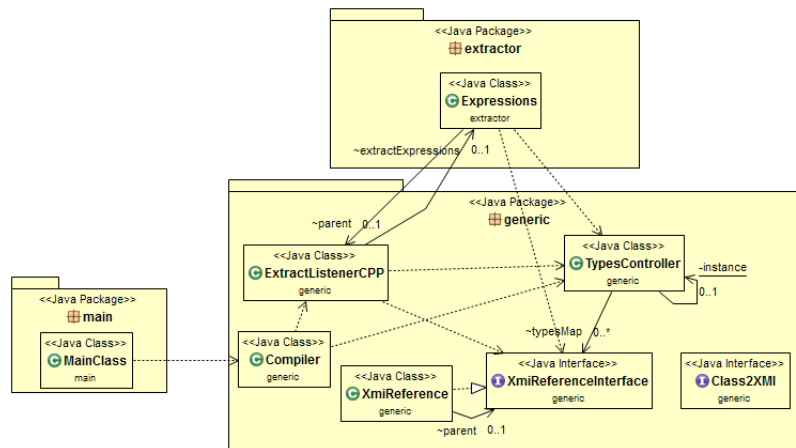 <<Java Package>>
extractor
<<Java Class>>
Expressions
extractor
~extractExpressions 0..1
~parent 0..1
<<Java Package>>
generic
<<Java Class>>
ExtractListenerCPP
generic
<<Java Class>>
TypesController
generic
-instance
0..1
<<Java Package>>
main
<<Java Class>>
MainClass
main
<<Java Class>>
Compiler
generic
~typesMap 0..*
<<Java Class>>
XmiReference
generic
<<Java Interface>>
XmiReferenceInterface
generic
<<Java Interface>>
Class2XMI
generic
~parent 0..1